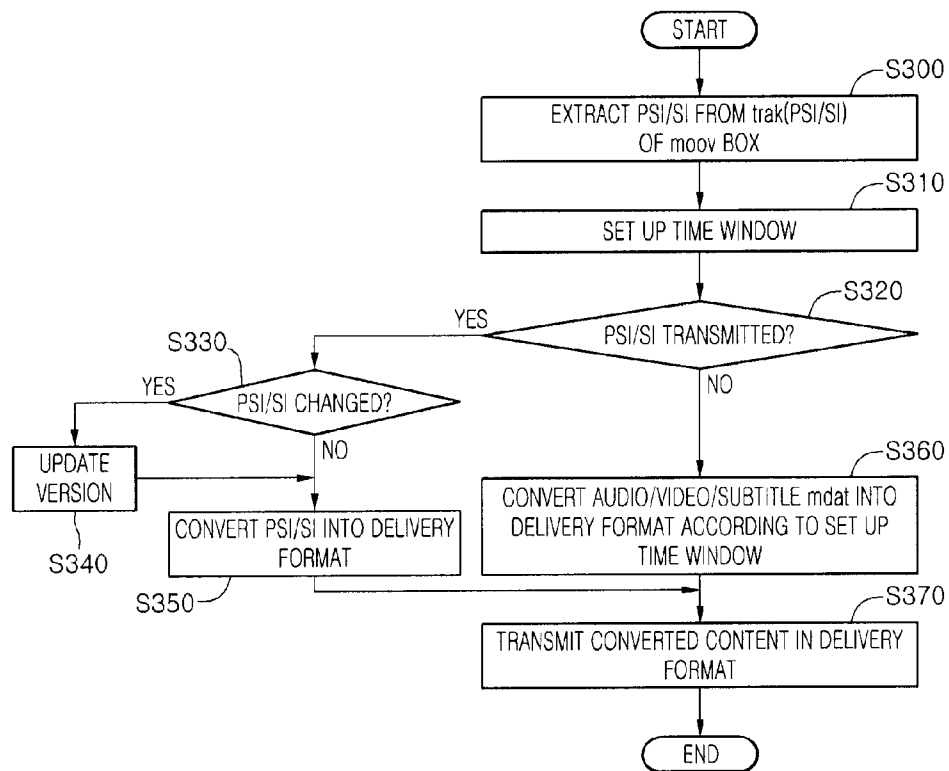 START
S300
EXTRACT PSI/SI FROM trak(PSI/SI)
OF moov BOX
S310
SET UP TIME WINDOW
S320
PSI/SI TRANSMITTED?
YES
NO
S330
PSI/SI CHANGED?
YES
NO
UPDATE
VERSION
S340
CONVERT PSI/SI INTO DELIVERY
FORMAT
S350
S360
CONVERT AUDIO/VIDEO/SUBTITLE mdat INTO
DELIVERY FORMAT ACCORDING TO SET UP
TIME WINDOW
S370
TRANSMIT CONVERTED CONTENT IN DELIVERY
FORMAT
END